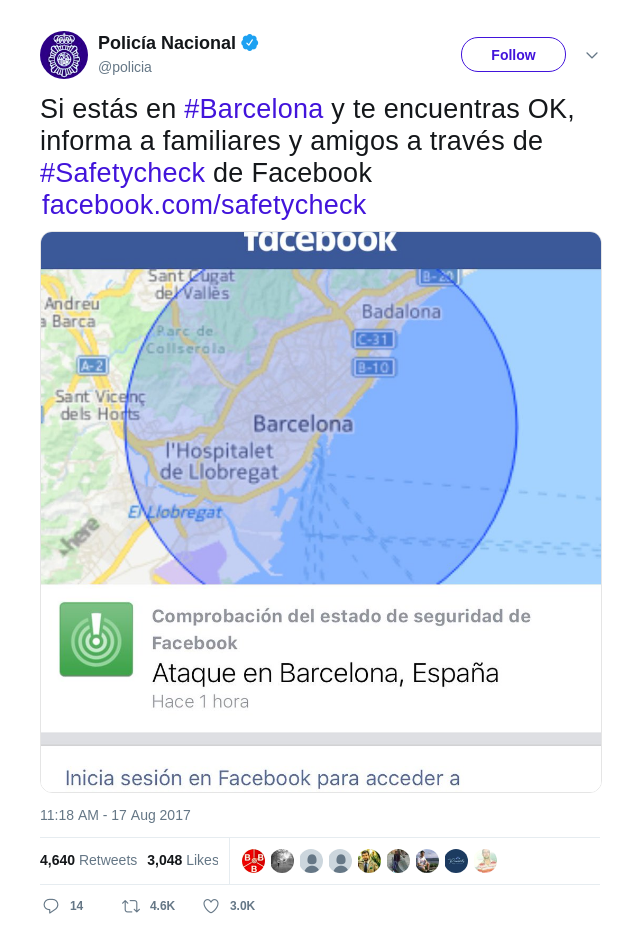 Policía Nacional
@policia
Follow
Si estás en #Barcelona y te encuentras OK,
informa a familiares y amigos a través de
#Safetycheck de Facebook
facebook.com/safetycheck
facebook
Sant Cugat
del Vallès
B-20
Andreu
a Barca
Badalona
Parc de
Collserola
C-31
A-2
B-10
Sant Vicenç
dels Horts
Barcelona
l'Hospitalet
de Llobregat
El Llobregat
here
Comprobación del estado de seguridad de
Facebook
Ataque en Barcelona, España
Hace 1 hora
Inicia sesión en Facebook para acceder a
11:18 AM - 17 Aug 2017
4,640 Retweets 3,048 Likes
B B
B
14 4.6K 3.0K